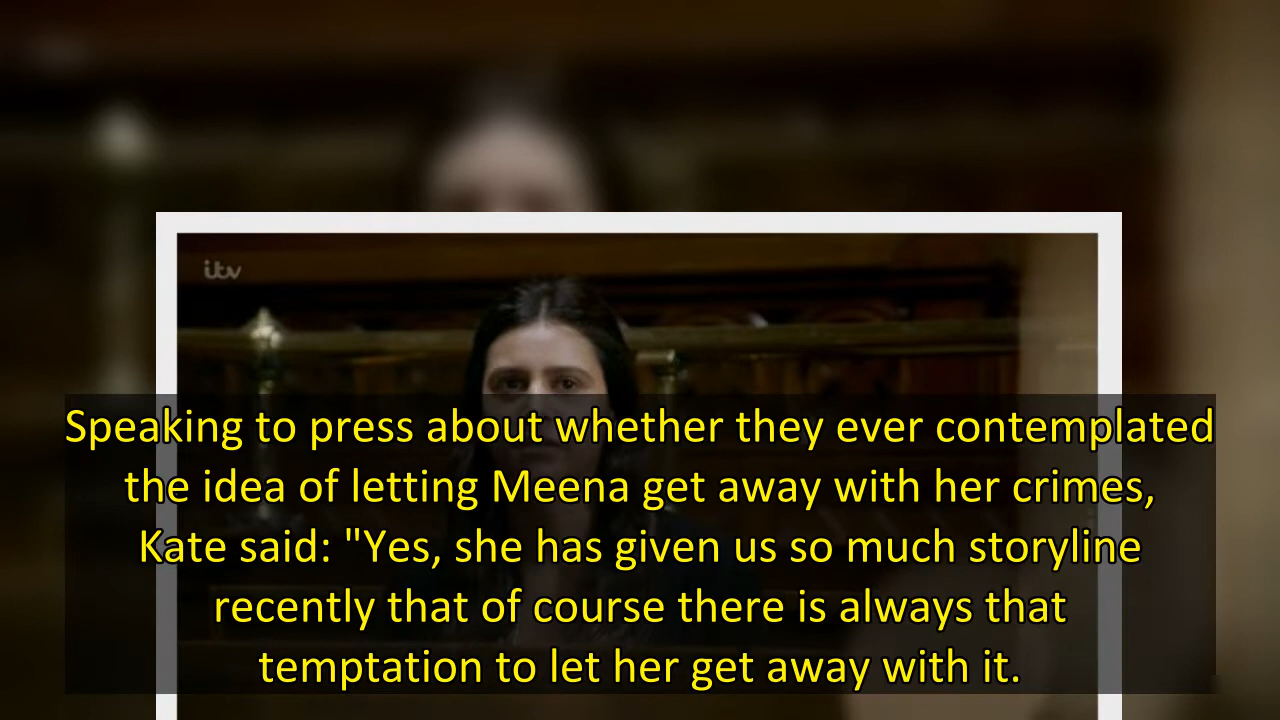 itv
Speaking to press about whether they ever contemplated
the idea of letting Meena get away with her crimes,
Kate said: "Yes, she has given us so much storyline
recently that of course there is always that
temptation to let her get away with it.